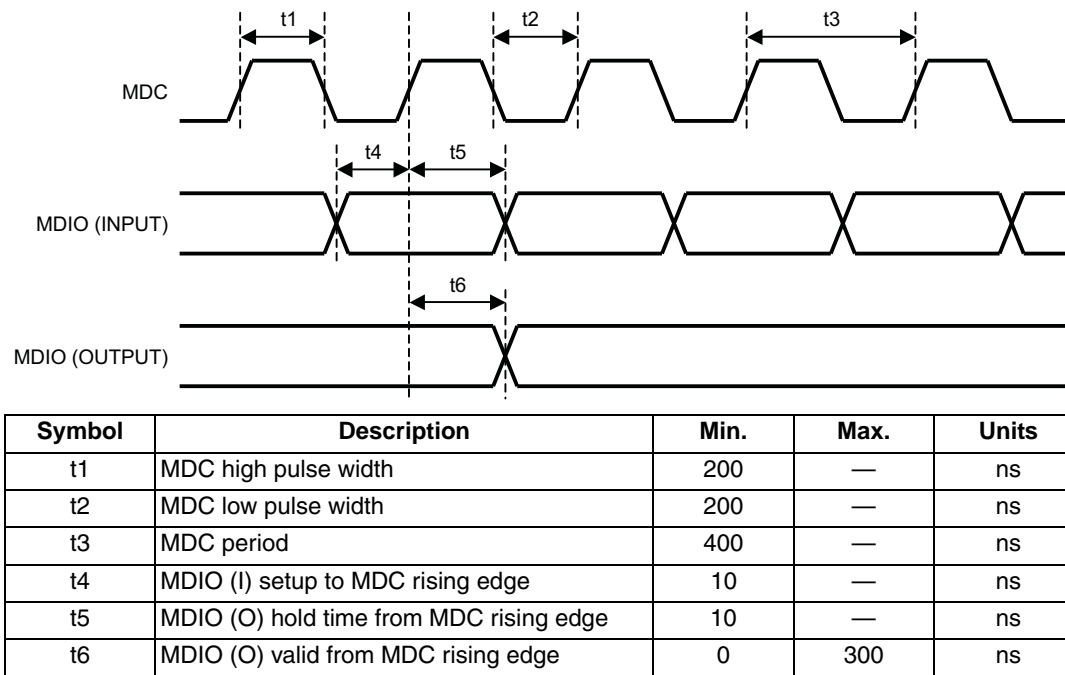 t1 t2 t3
MDC
t4 t5
MDIO (INPUT)
t6
MDIO (OUTPUT)
Symbol Description Min. Max. Units
t1 MDC high pulse width 200 — ns
t2 MDC low pulse width 200 — ns
t3 MDC period 400 — ns
t4 MDIO (I) setup to MDC rising edge 10 — ns
t5 MDIO (O) hold time from MDC rising edge 10 — ns
t6 MDIO (O) valid from MDC rising edge 0 300 ns